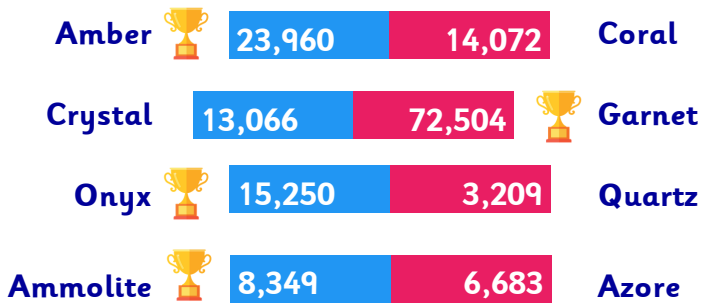 Amber 23,960 14,072 Coral
Crystal 13,066 72,504 Garnet
Onyx 15,250 3,209 Quartz
Ammolite 8,349 6,683 Azore